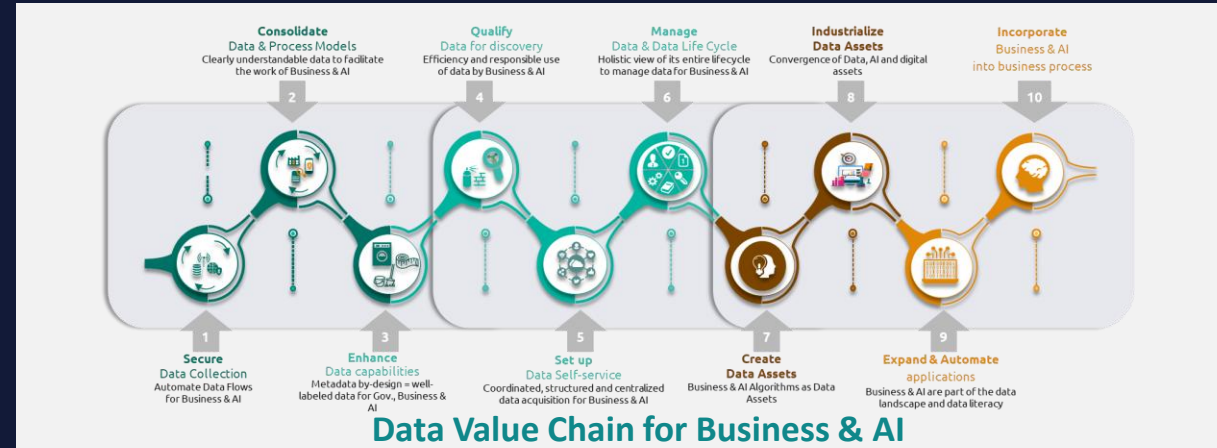 Consolidate
Data & Process Models
Clearly understandable data to facilitate
the work of Business & AI
2
Qualify
Data for discovery
Efficiency and responsible use
of data by Business & AI
4
Manage
Data & Data Life Cycle
Holistic view of its entire lifecycle
to manage data for Business & AI
6
Industrialize
Data Assets
Convergence of Data, AI and digital
assets
8
Incorporate
Business & AI
into business process
10
1
Secure
Data Collection
Automate Data Flows
for Business & AI
3
Enhance
Data capabilities
Metadata by-design = well-
labeled data for Gov., Business &
AI
5
Set up
Data Self-service
Coordinated, structured and centralized
data acquisition for Business & AI
7
Create
Data Assets
Business & AI Algorithms as Data
Assets
9
Expand & Automate
applications
Business & AI are part of the data
landscape and data literacy
Data Value Chain for Business & AI